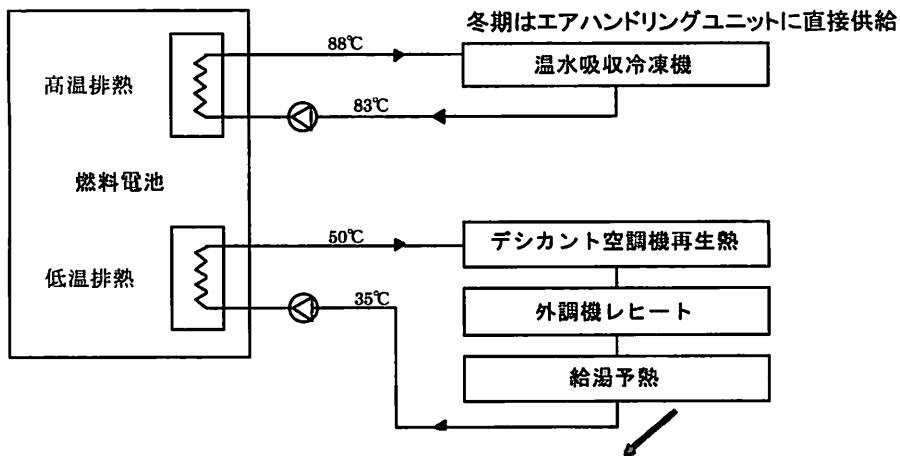 冬期はエアハンドリングユニットに直接供給
88℃
温水吸収冷凍機
高温排熱
83℃
燃料電池
50℃
デシカント空調機再生熱
低温排熱
35℃
外調機レヒート
給湯予熱